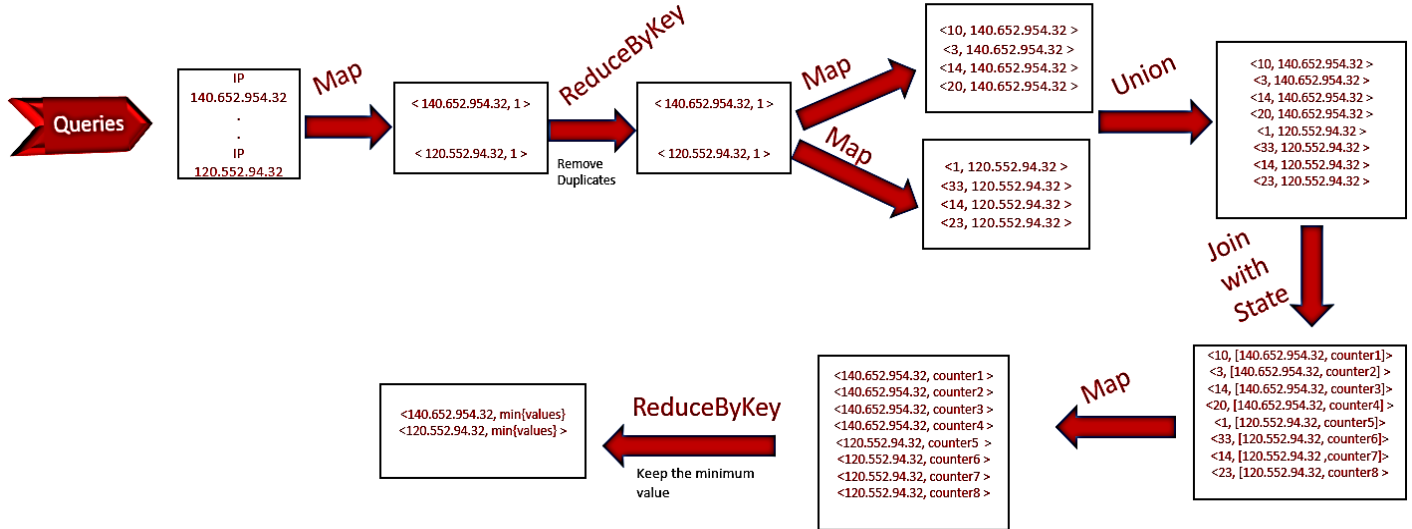 Queries
IP
140.652.954.32
.
.
.
IP
120.552.94.32
Map
< 140.652.954.32, 1 >
< 120.552.94.32, 1 >
ReduceByKey
Remove
Duplicates
< 140.652.954.32, 1 >
< 120.552.94.32, 1 >
Map
Map
<10, 140.652.954.32 >
<3, 140.652.954.32 >
<14, 140.652.954.32 >
<20, 140.652.954.32 >
<1, 120.552.94.32 >
<33, 120.552.94.32 >
<14, 120.552.94.32 >
<23, 120.552.94.32 >
Union
<10, 140.652.954.32 >
<3, 140.652.954.32 >
<14, 140.652.954.32 >
<20, 140.652.954.32 >
<1, 120.552.94.32 >
<33, 120.552.94.32 >
<14, 120.552.94.32 >
<23, 120.552.94.32 >
Join
with
State
<10, [140.652.954.32, counter1]>
<3, [140.652.954.32, counter2] >
<14, [140.652.954.32, counter3]>
<20, [140.652.954.32, counter4] >
<1, [120.552.94.32, counter5]>
<33, [120.552.94.32, counter6]>
<14, [120.552.94.32 ,counter7]>
<23, [120.552.94.32, counter8 >
Map
<140.652.954.32, counter1 >
<140.652.954.32, counter2 >
<140.652.954.32, counter3 >
<140.652.954.32, counter4 >
<120.552.94.32, counter5 >
<120.552.94.32, counter6 >
<120.552.94.32, counter7 >
<120.552.94.32, counter8 >
ReduceByKey
Keep the minimum
value
<140.652.954.32, min{values}
<120.552.94.32, min{values} >